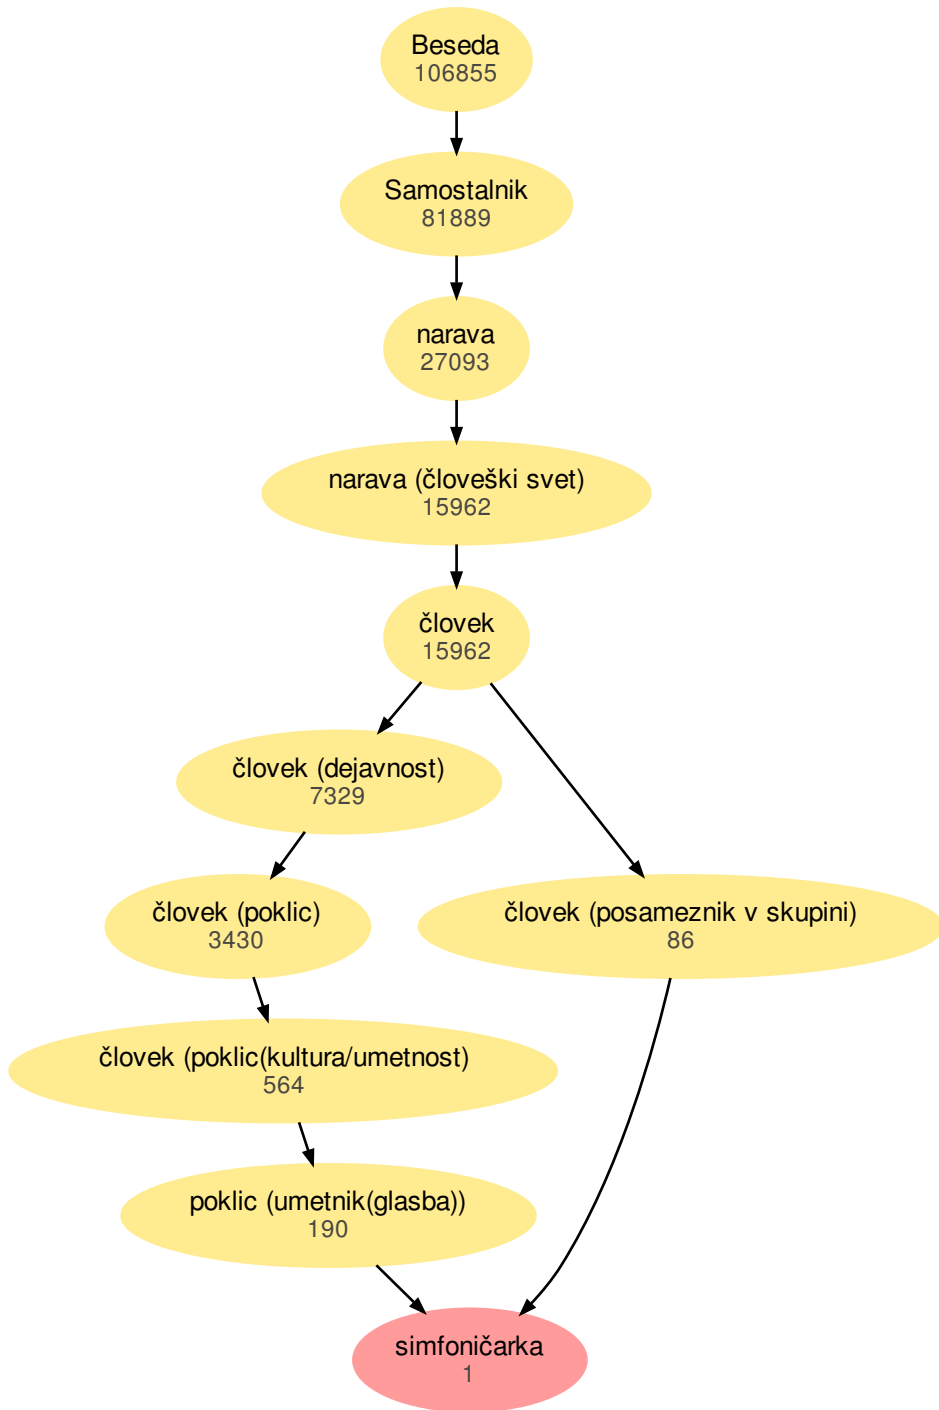 Beseda
106855
Samostalnik
81889
narava
27093
narava (človeški svet)
15962
človek
15962
človek (dejavnost)
7329
človek (poklic)
3430
človek (posameznik v skupini)
86
človek (poklic(kultura/umetnost)
564
poklic (umetnik(glasba))
190
simfoničarka
1